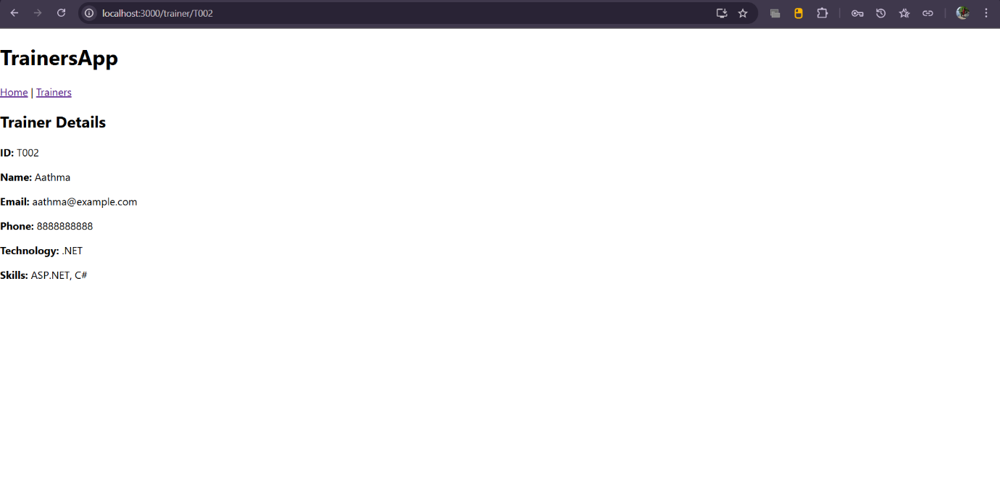 localhost:3000/trainer/T002
TrainersApp
Home | Trainers
Trainer Details
ID: T002
Name: Aathma
Email: aathma@example.com
Phone: 8888888888
Technology: .NET
Skills: ASP.NET, C#